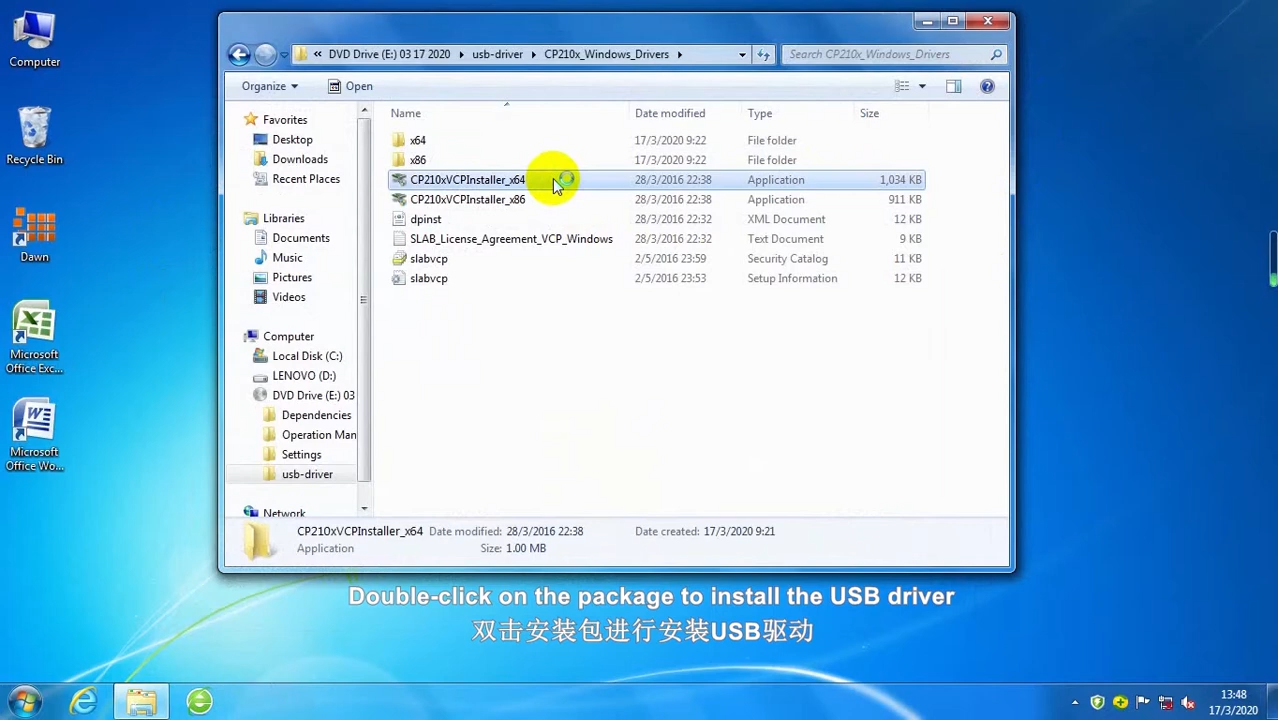 Computer
Recycle Bin
Dawn
Microsoft
Office Exc...
Microsoft
Office Wo...
« DVD Drive (E:) 03 17 2020 usb-driver CP210x_Windows_Drivers
Search CP210x_Windows_Drivers
Organize Open
Favorites
Desktop
Downloads
Recent Places
Libraries
Documents
Music
Pictures
Videos
Computer
Local Disk (C:)
LENOVO (D:)
DVD Drive (E:) 03
Dependencies
Operation Man
Settings
usb-driver
Network
Name Date modified Type Size
x64 17/3/2020 9:22 File folder
x86 17/3/2020 9:22 File folder
CP210xVCPInstaller_x64 28/3/2016 22:38 Application 1,034 KB
CP210xVCPInstaller_x86 28/3/2016 22:38 Application 911 KB
dpinst 28/3/2016 22:32 XML Document 12 KB
SLAB_License_Agreement_VCP_Windows 28/3/2016 22:32 Text Document 9 KB
slabvcp 2/5/2016 23:59 Security Catalog 11 KB
slabvcp 2/5/2016 23:53 Setup Information 12 KB
CP210xVCPInstaller_x64 Date modified: 28/3/2016 22:38 Date created: 17/3/2020 9:21
Application Size: 1.00 MB
Double-click on the package to install the USB driver
双击安装包进行安装USB驱动
13:48
17/3/2020